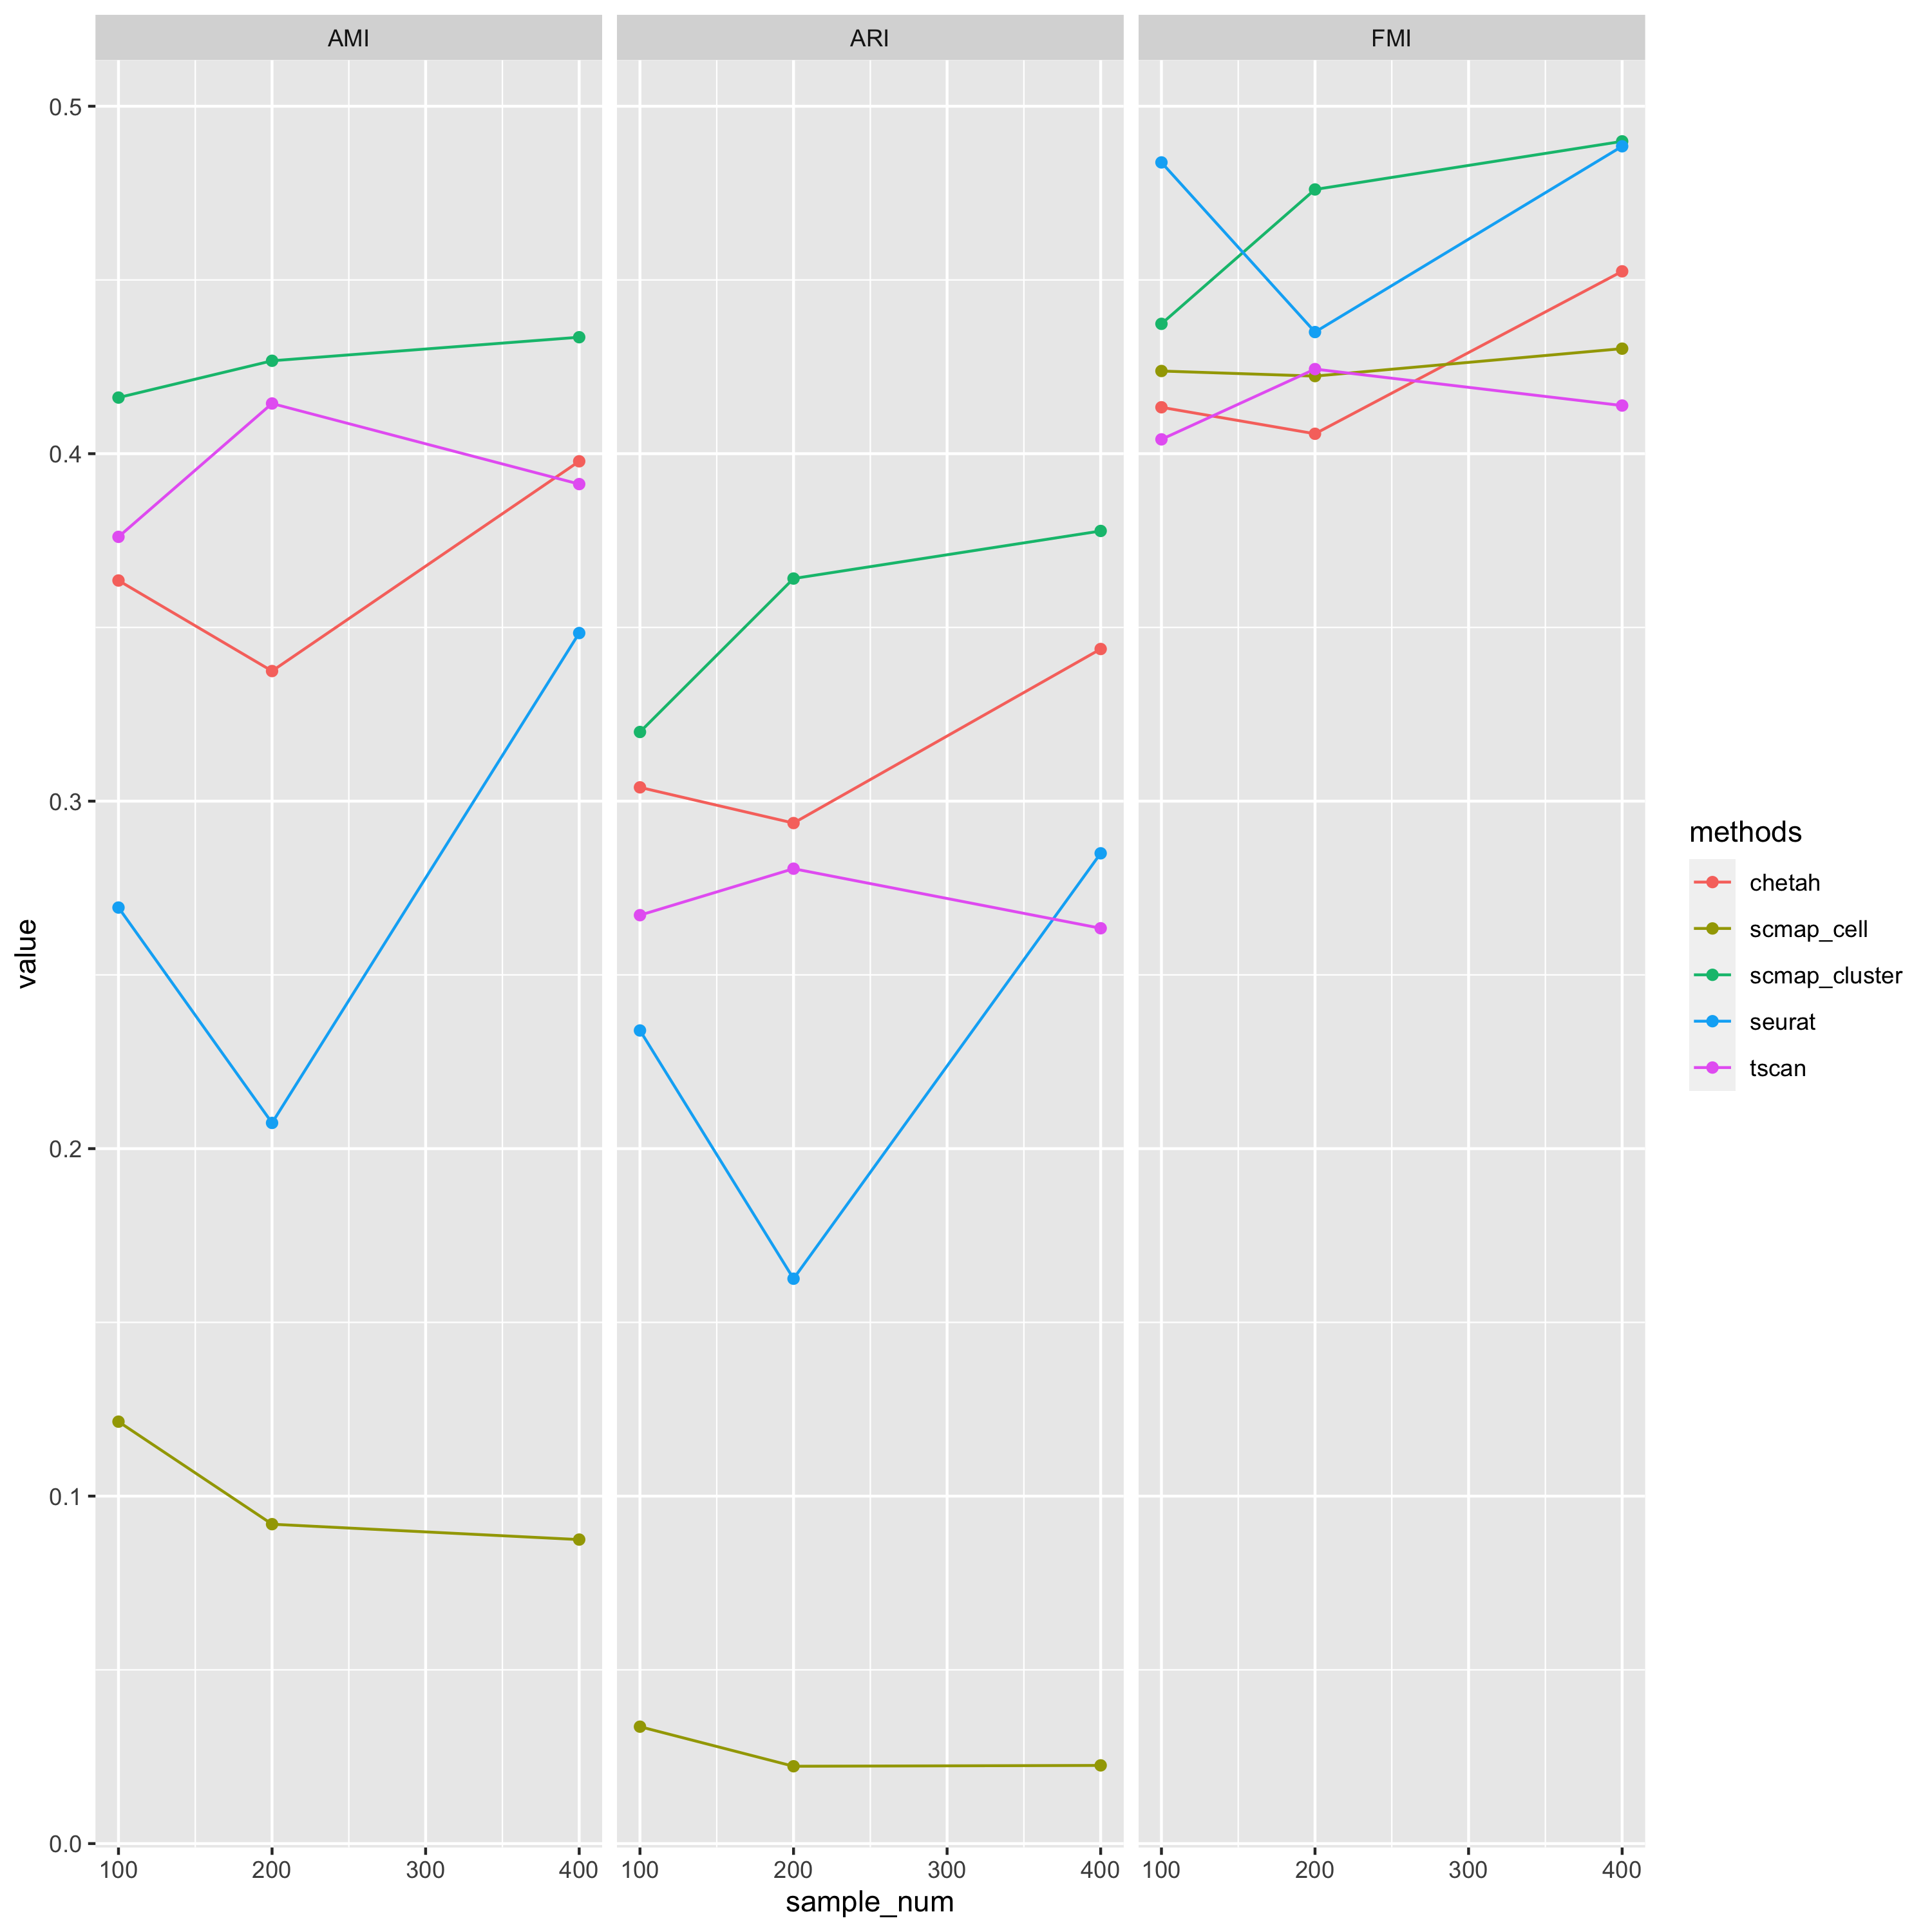 AMI ARI FMI
0.5
0.4
0.3
0.2
0.1
0.0
value
100 200 300 400 100 200 300 400 100 200 300 400
sample_num
methods
chetah
scmap_cell
scmap_cluster
seurat
tscan